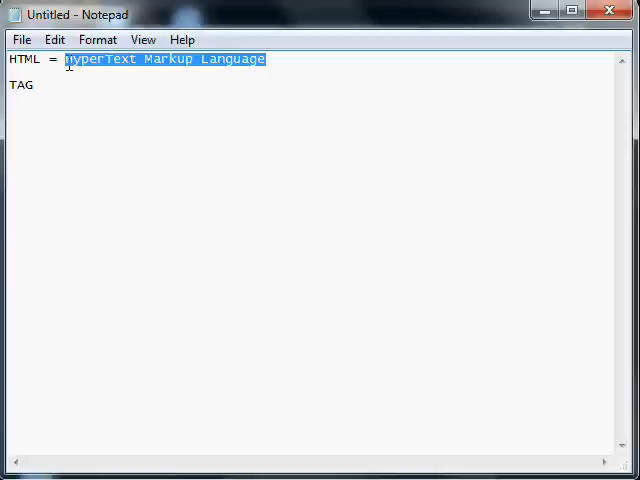 Untitled - Notepad
File Edit Format View Help
HTML = HyperText Markup Language
TAG